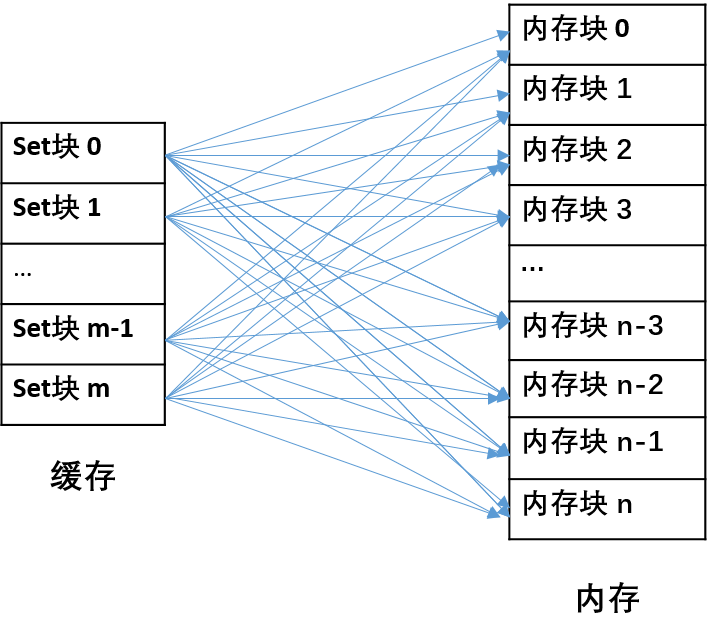 Set块 0
Set块 1
...
Set块 m-1
Set块 m
缓存
内存块 0
内存块 1
内存块 2
内存块 3
...
内存块 n-3
内存块 n-2
内存块 n-1
内存块 n
内存